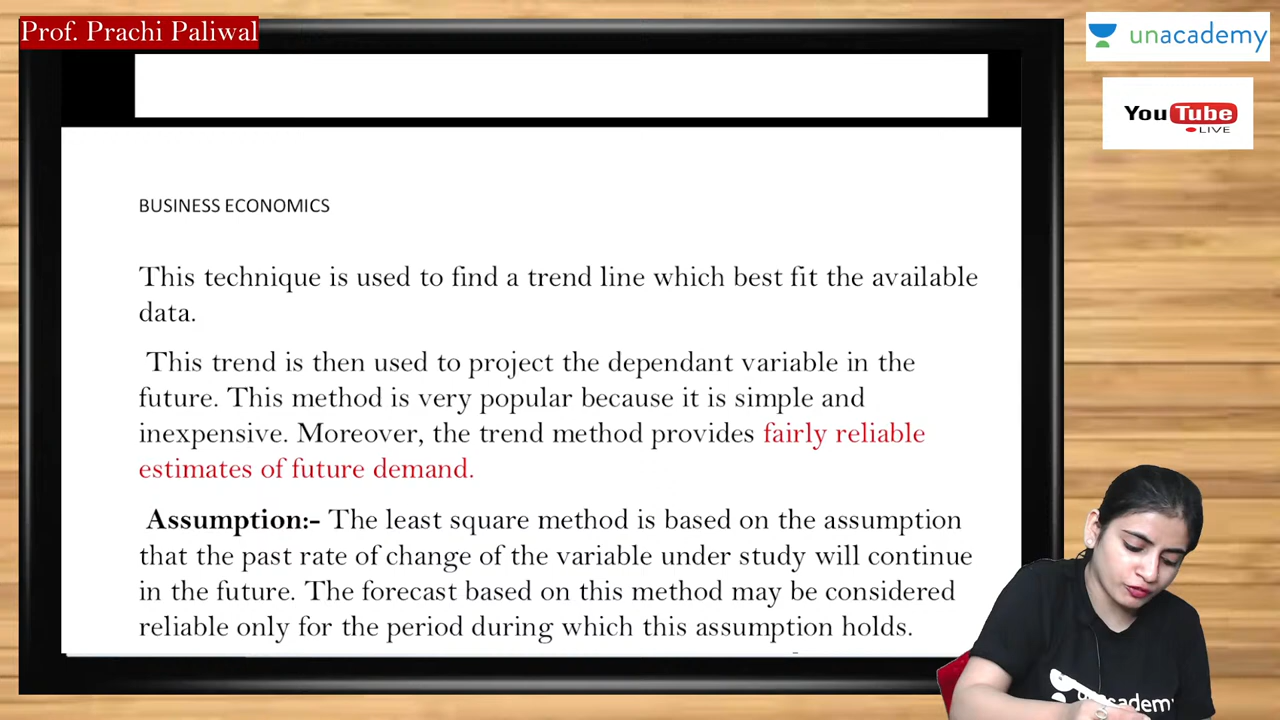 Prof. Prachi Paliwal
unacademy
YouTube
LIVE
BUSINESS ECONOMICS
This technique is used to find a trend line which best fit the available
data.
This trend is then used to project the dependant variable in the
future. This method is very popular because it is simple and
inexpensive. Moreover, the trend method provides fairly reliable
estimates of future demand.
Assumption:- The least square method is based on the assumption
that the past rate of change of the variable under study will continue
in the future. The forecast based on this method may be considered
reliable only for the period during which this assumption holds.
unacademy